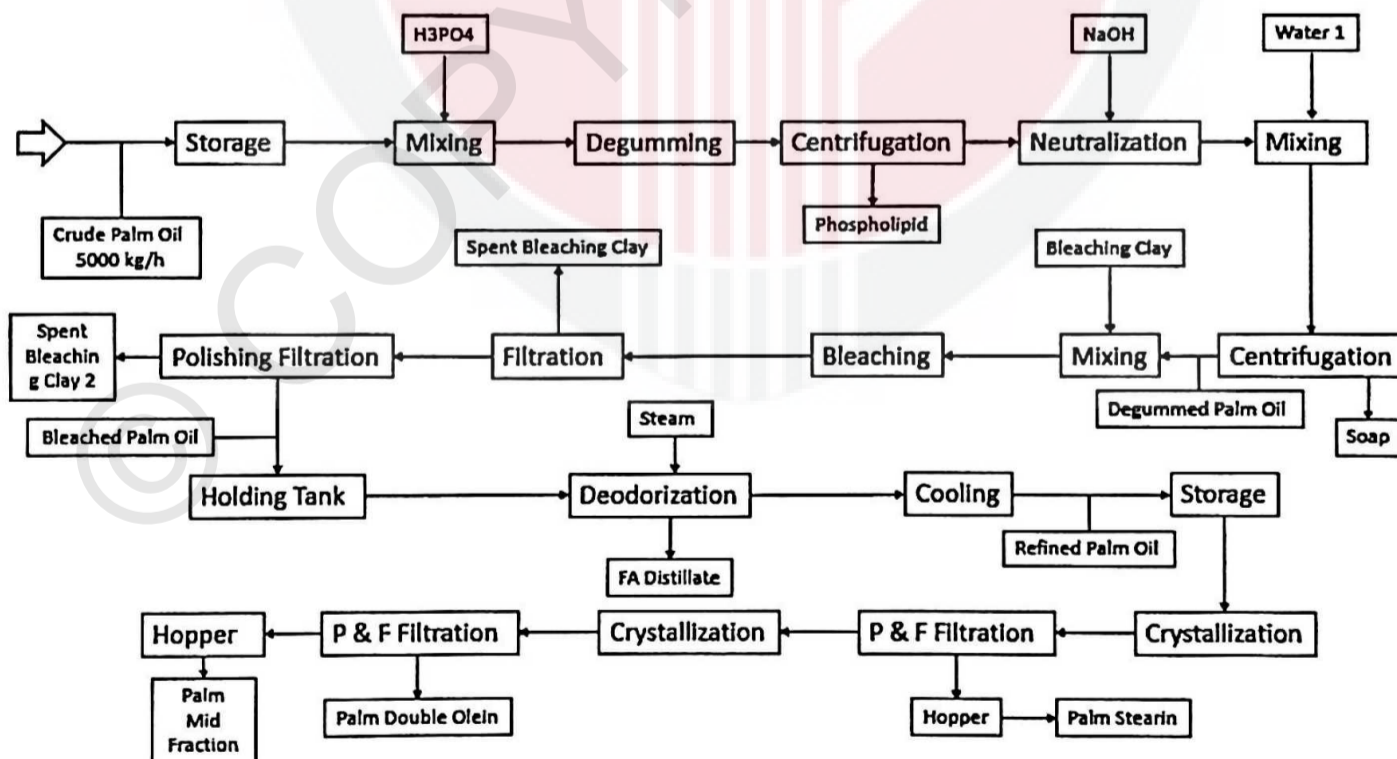 H3PO4
NaOH
Water 1
Storage
Mixing
Degumming
Centrifugation
Neutralization
Mixing
Crude Palm Oil
5000 kg/h
Phospholipid
Spent Bleaching Clay
Bleaching Clay
Spent
Bleachin
g Clay 2
Polishing Filtration
Filtration
Bleaching
Mixing
Centrifugation
Degummed Palm Oil
Soap
Bleached Palm Oil
Steam
Holding Tank
Deodorization
Cooling
Storage
Refined Palm Oil
FA Distillate
Hopper
P & F Filtration
Crystallization
P & F Filtration
Crystallization
Palm
Mid
Fraction
Palm Double Olein
Hopper
Palm Stearin
© COPY